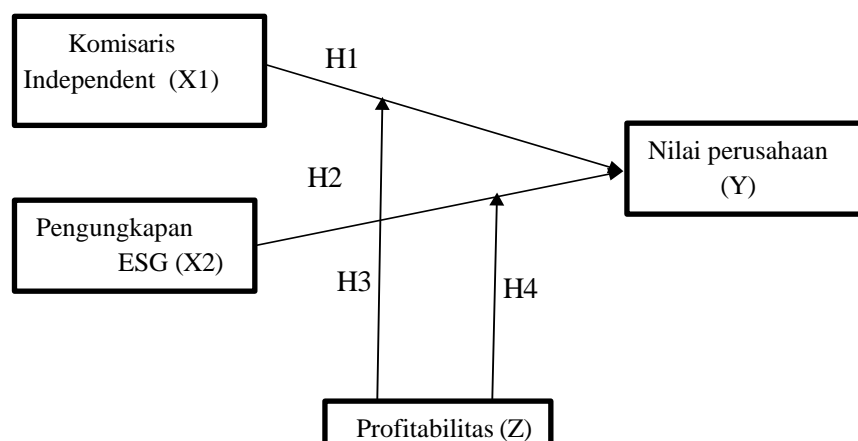 Komisaris
Independent (X1)
H1
Nilai perusahaan
(Y)
H2
Pengungkapan
ESG (X2)
H3
H4
Profitabilitas (Z)